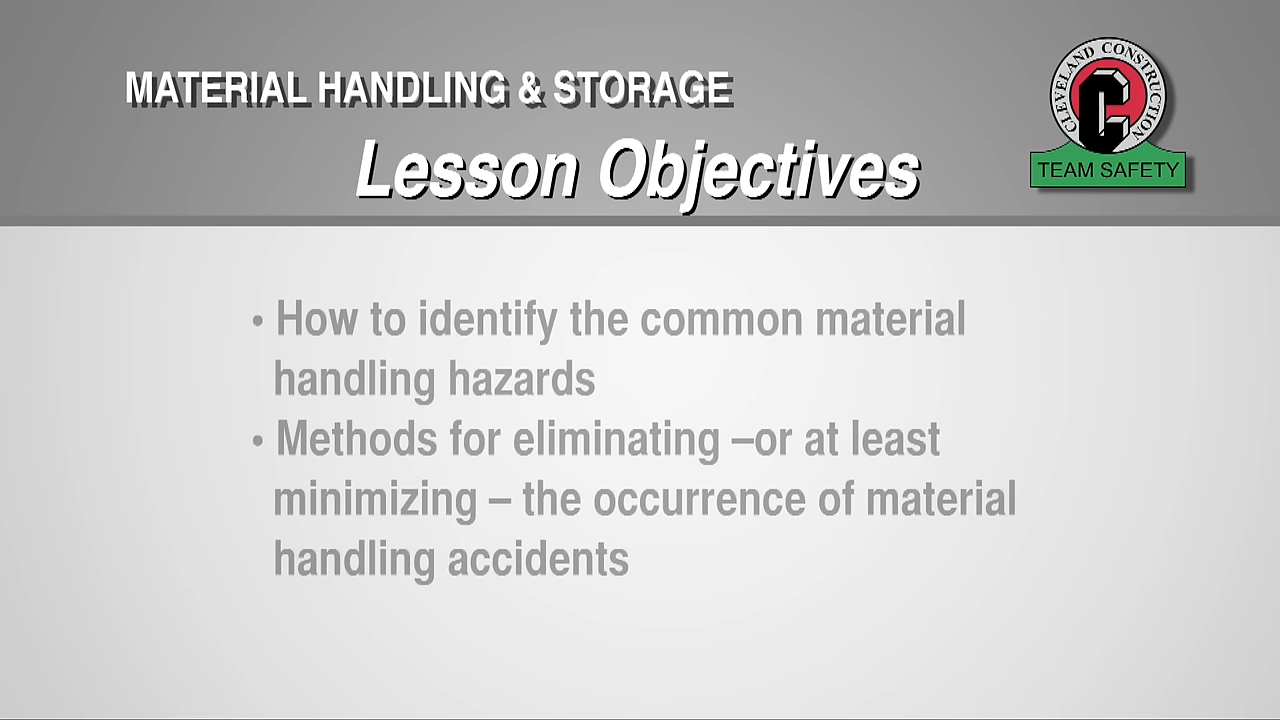 MATERIAL HANDLING & STORAGE
Lesson Objectives
CLEVELAND CONSTRUCTION
C
TEAM SAFETY
• How to identify the common material
handling hazards
• Methods for eliminating –or at least
minimizing – the occurrence of material
handling accidents